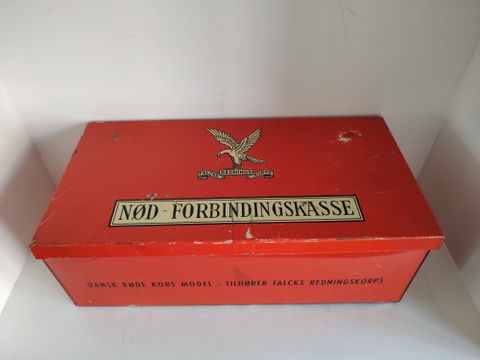 FALCKS REDNINGSKORPS
NØD - FORBINDINGSKASSE
DANSK RØDE KORS MODEL - TILHØRER FALCKS REDNINGSKORPS